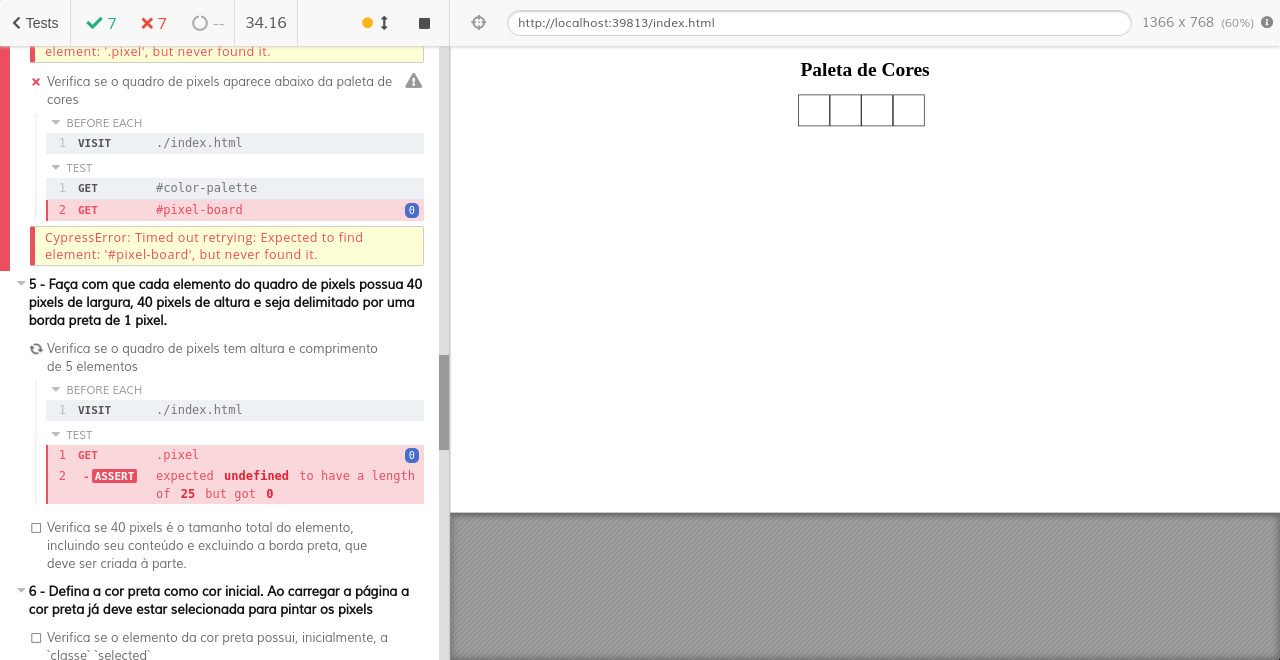 Tests 7 7 -- 34.16
http://localhost:39813/index.html 1366 x 768 (60%)
element: '.pixel', but never found it.
Verifica se o quadro de pixels aparece abaixo da paleta de
cores
BEFORE EACH
1 VISIT ./index.html
TEST
1 GET #color-palette
2 GET #pixel-board 0
CypressError: Timed out retrying: Expected to find
element: '#pixel-board', but never found it.
5 - Faça com que cada elemento do quadro de pixels possua 40
pixels de largura, 40 pixels de altura e seja delimitado por uma
borda preta de 1 pixel.
Verifica se o quadro de pixels tem altura e comprimento
de 5 elementos
BEFORE EACH
1 VISIT ./index.html
TEST
1 GET .pixel 0
2 -ASSERT expected undefined to have a length
of 25 but got 0
Verifica se 40 pixels é o tamanho total do elemento,
incluindo seu conteúdo e excluindo a borda preta, que
deve ser criada à parte.
6 - Defina a cor preta como cor inicial. Ao carregar a página a
cor preta já deve estar selecionada para pintar os pixels
Verifica se o elemento da cor preta possui, inicialmente, a
`classe` `selected`
Paleta de Cores